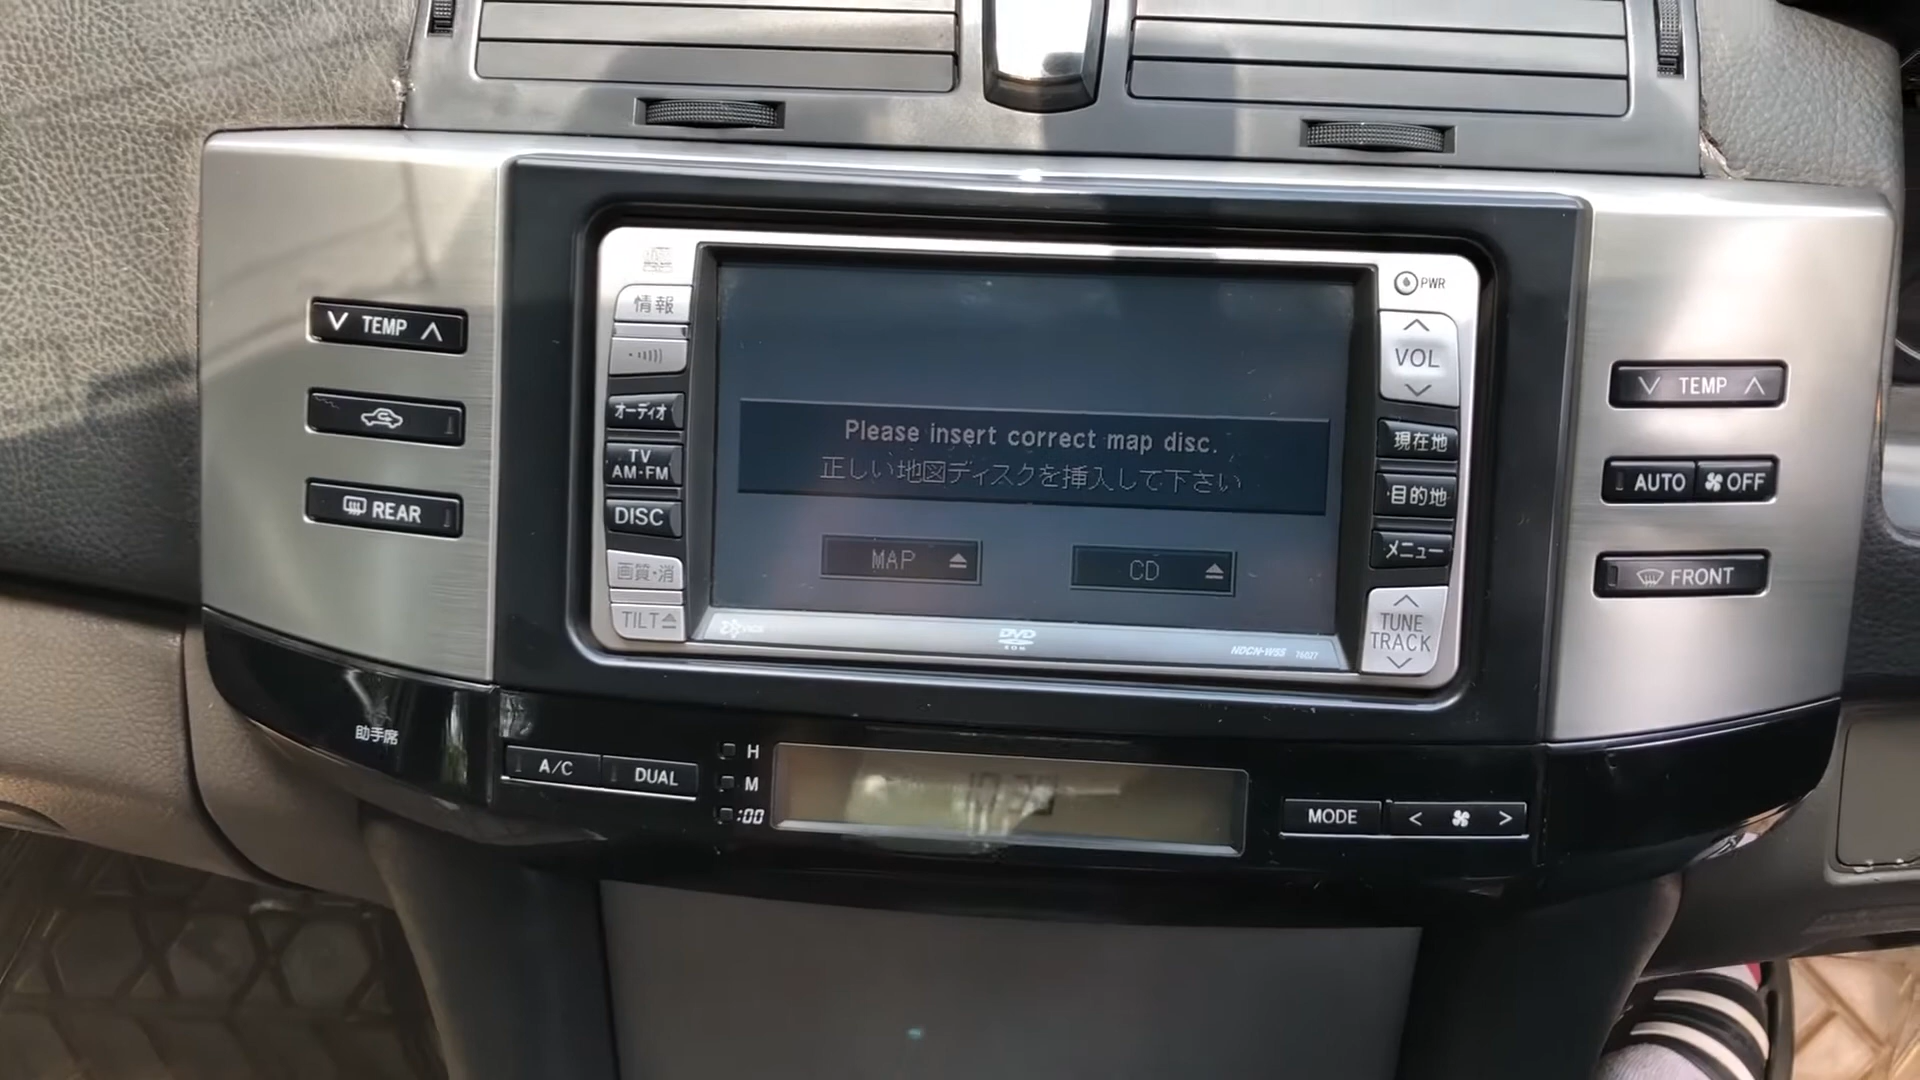 PWR
情報
VOL
TEMP
TEMP
オーディオ
Please insert correct map disc.
現在地
TV
AM·FM
正しい地図ディスクを挿入して下さい
目的地
AUTO
OFF
REAR
DISC
メニュー
MAP
CD
FRONT
画質·消
TILT
TUNE
TRACK
DVD
NDCN-W55 76027
助手席
A/C
DUAL
H
M
:00
MODE